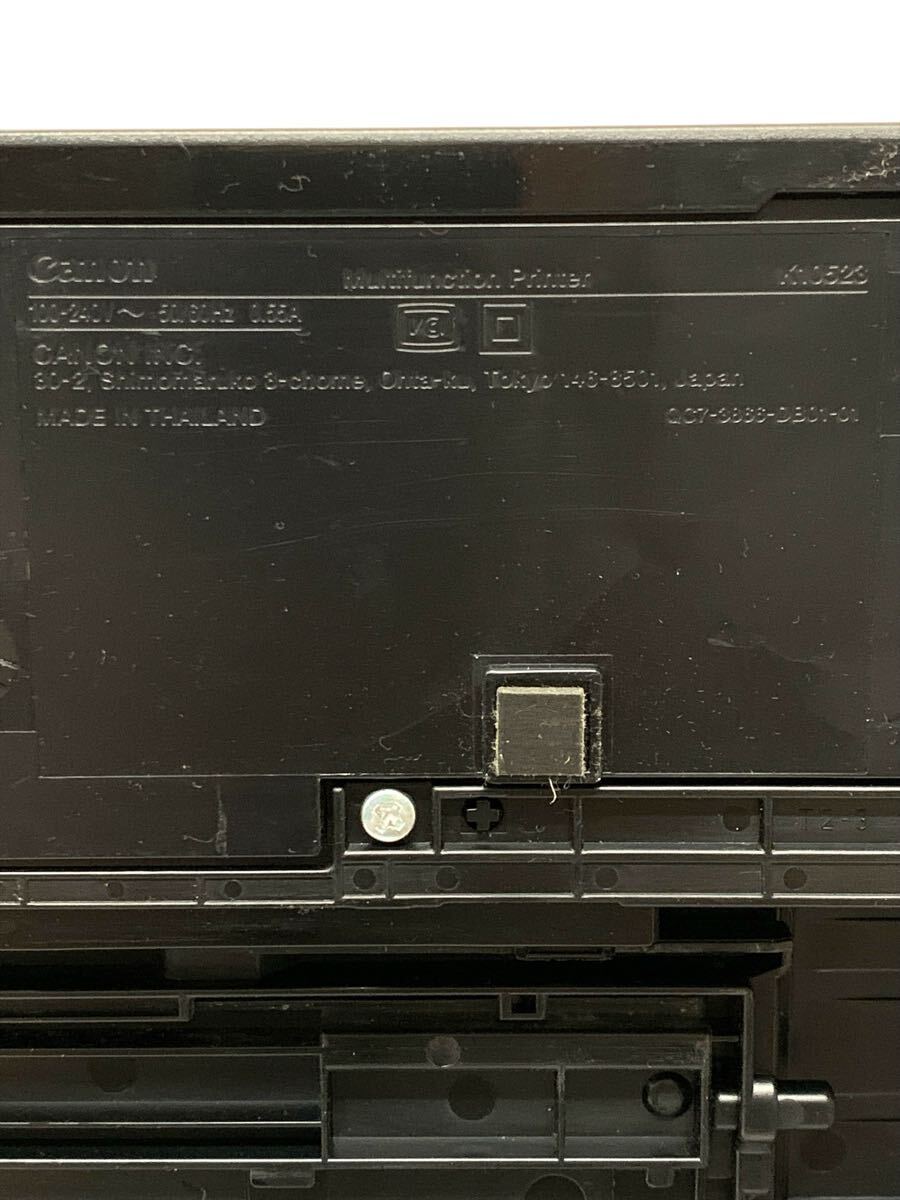 Canon Multifunction Printer K10523
100-240V~ 50/60Hz 0.55A
CANON INC.
30-2, Shimomaruko 3-chome, Ohta-ku, Tokyo 146-8501, Japan
MADE IN THAILAND QC7-3868-DB01-01